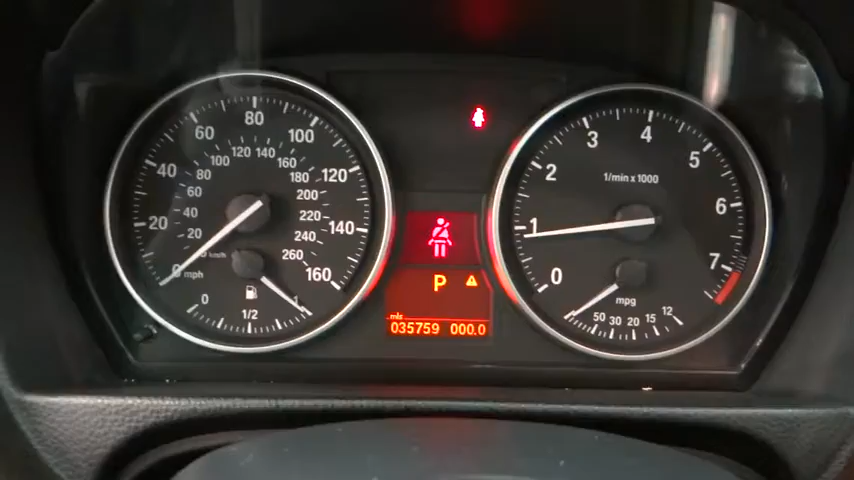 20 40 60 80 100 120 140 160
20 40 60 80 100 120 140 160 180 200 220 240 260
km/h
0 mph
0 1/2 1
P
mls
035759 000.0
0 1 2 3 4 5 6 7
1/min x 1000
mpg
50 30 20 15 12